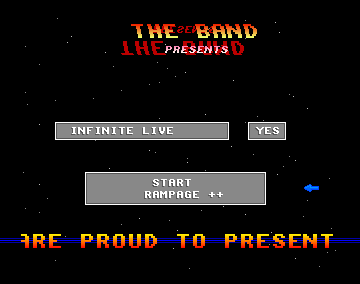 THE BAND
PRESENTS
INFINITE LIVE YES
START
RAMPAGE ++
ARE PROUD TO PRESENT